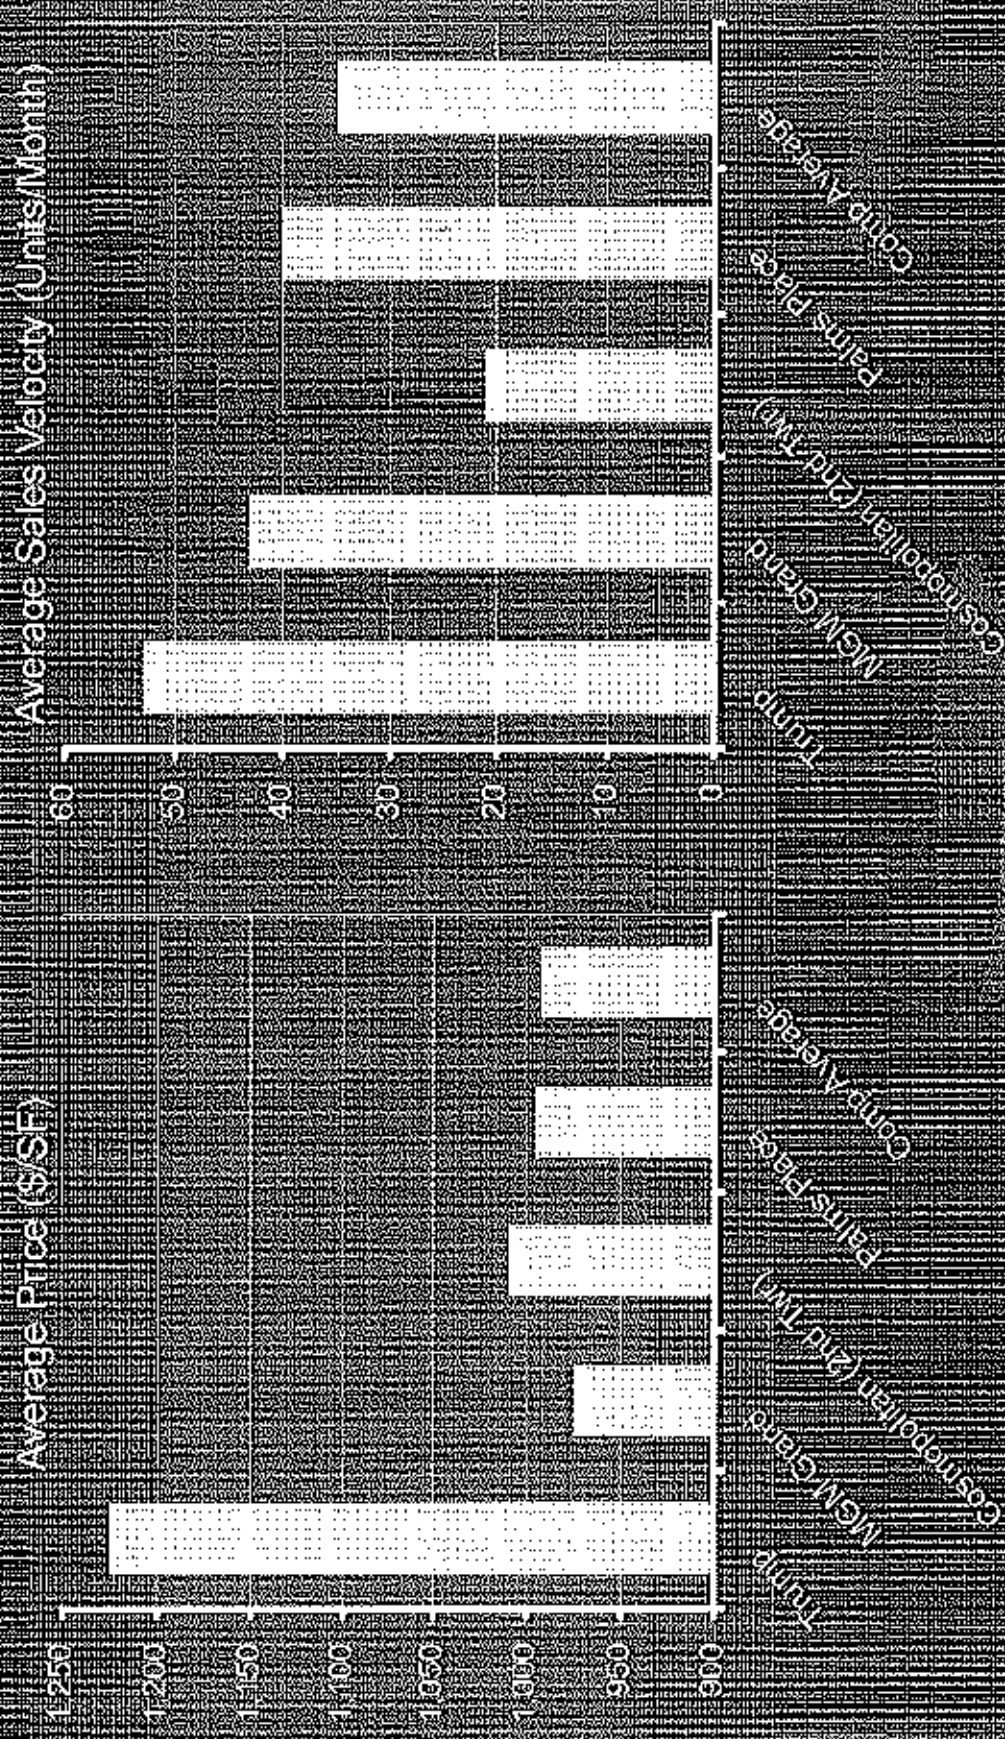 Average Price ($/SF)
1,250
1,200
1,150
1,100
1,050
1,000
950
900
Trump
MGM Grand
Cosmopolitan (2nd Twr)
Palms Place
Comp Average
Average Sales Velocity (Units/Month)
60
50
40
30
20
10
0
Trump
MGM Grand
Cosmopolitan (2nd Twr)
Palms Place
Comp Average